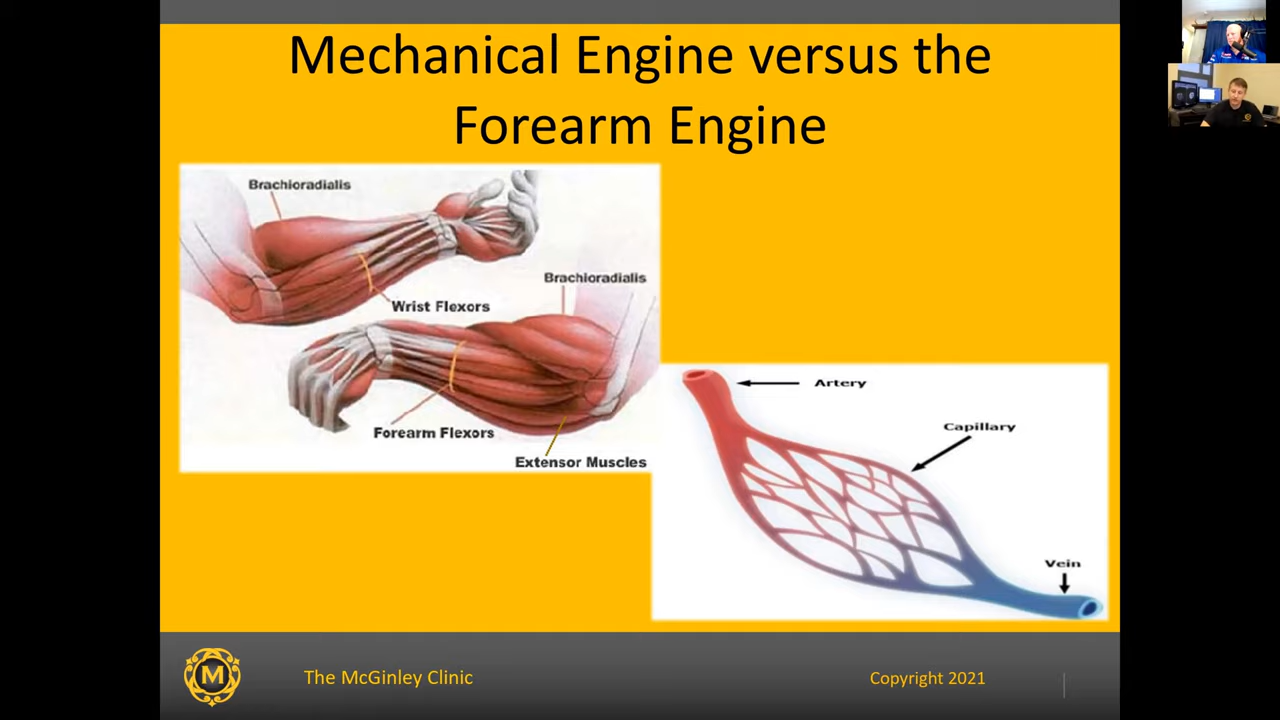 Mechanical Engine versus the
Forearm Engine
Brachioradialis
Wrist Flexors
Brachioradialis
Forearm Flexors
Extensor Muscles
Artery
Capillary
Vein
M
The McGinley Clinic
Copyright 2021